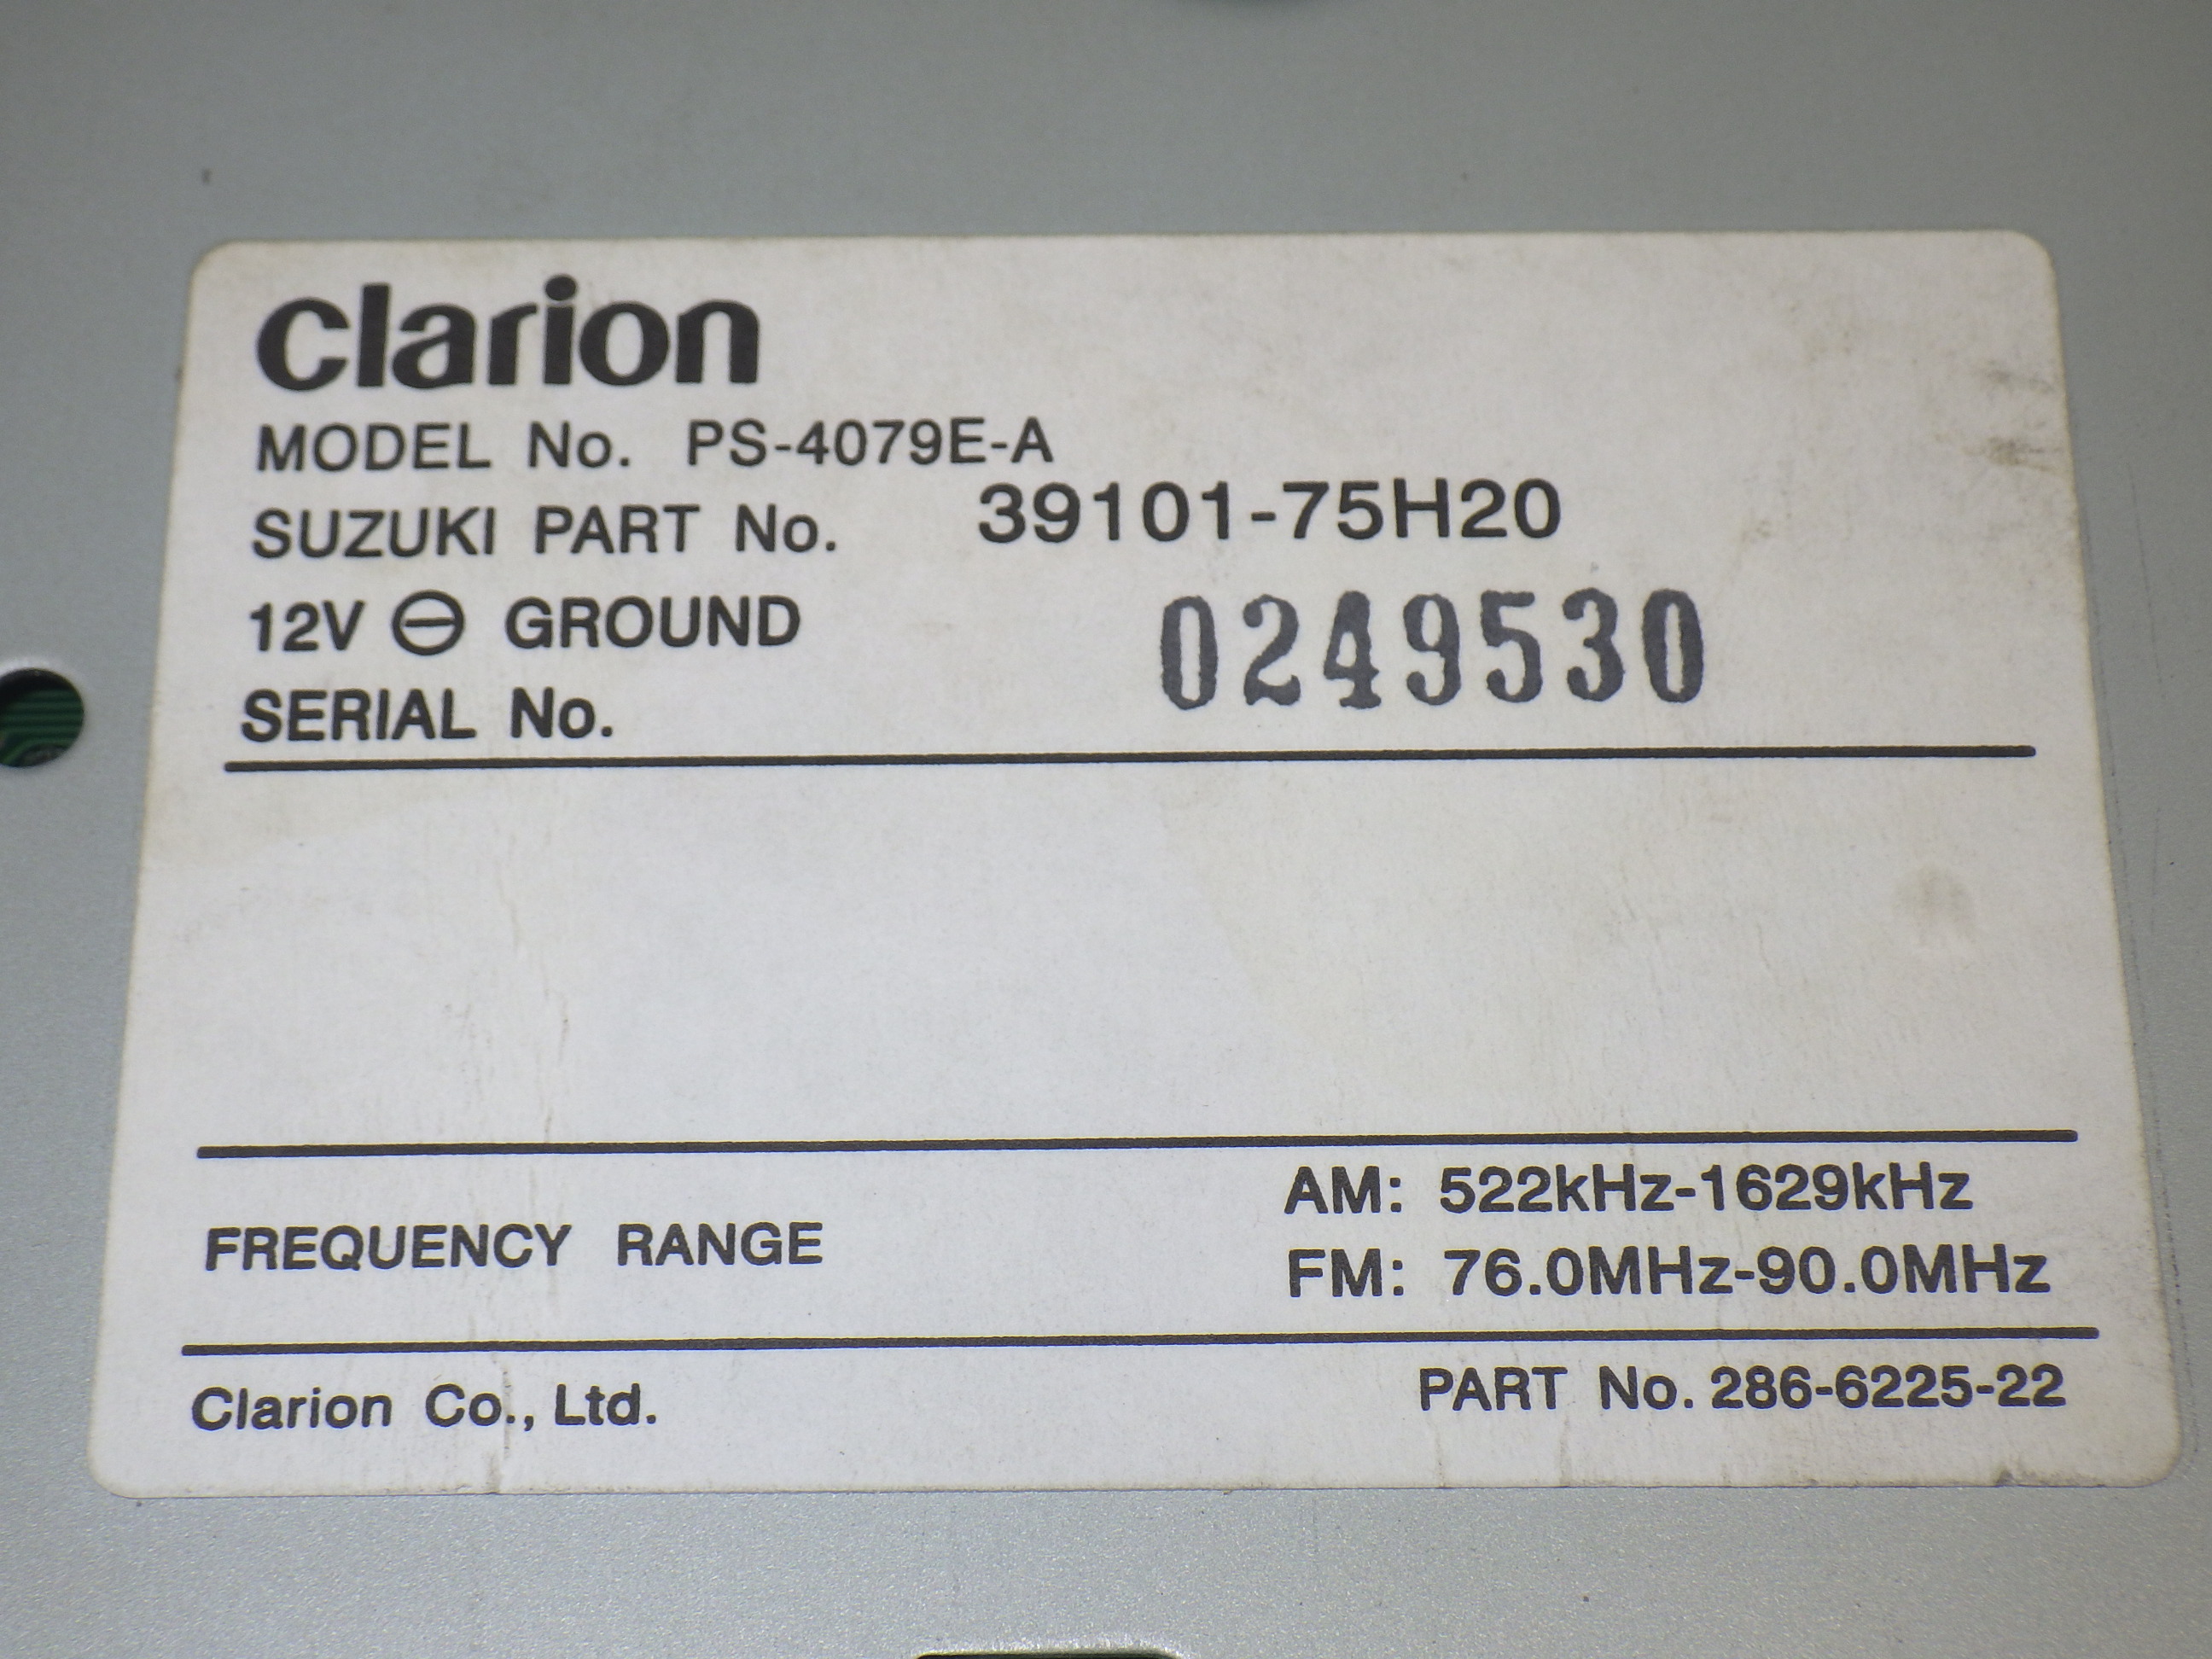 clarion
MODEL No. PS-4079E-A
SUZUKI PART No. 39101-75H20
12V ⊖ GROUND
SERIAL No. 0249530
FREQUENCY RANGE
AM: 522kHz-1629kHz
FM: 76.0MHz-90.0MHz
Clarion Co., Ltd. PART No. 286-6225-22